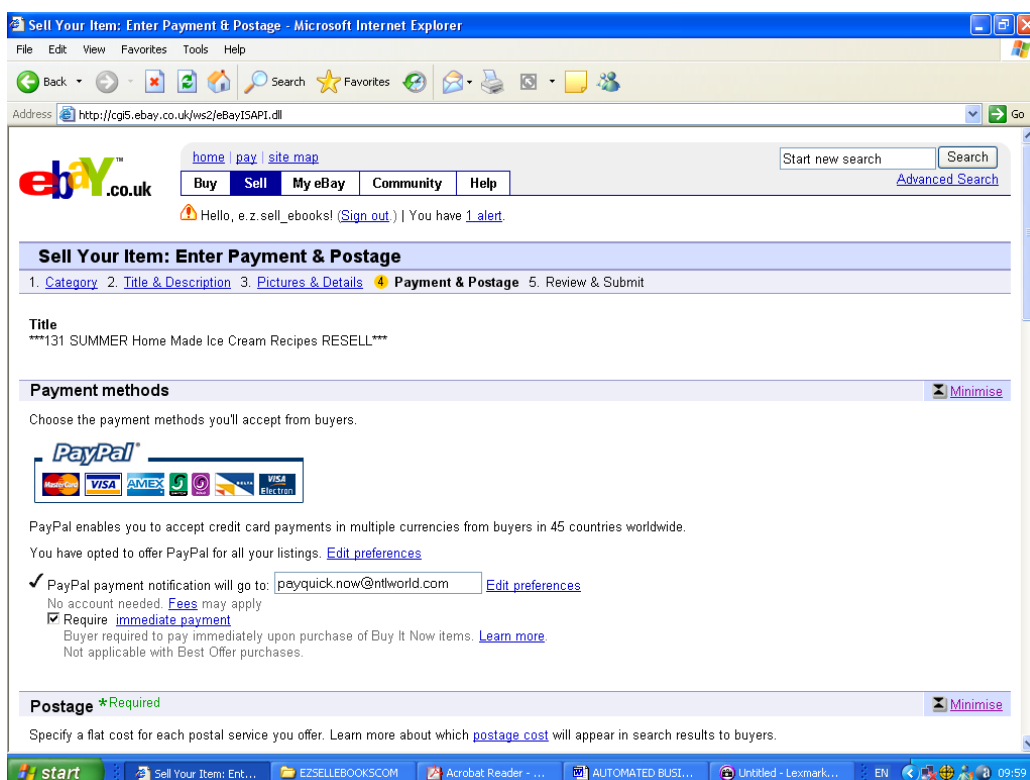 Sell Your Item: Enter Payment & Postage - Microsoft Internet Explorer
File Edit View Favorites Tools Help
Back Search Favorites
Address http://cgi5.ebay.co.uk/ws2/eBayISAPI.dll Go
home | pay | site map Start new search Search
ebay™.co.uk Buy Sell My eBay Community Help Advanced Search
Hello, e.z.sell_ebooks! (Sign out.) | You have 1 alert.
Sell Your Item: Enter Payment & Postage
1. Category 2. Title & Description 3. Pictures & Details 4 Payment & Postage 5. Review & Submit
Title
***131 SUMMER Home Made Ice Cream Recipes RESELL***
Payment methods Minimise
Choose the payment methods you'll accept from buyers.
PayPal
MasterCard VISA AMEX SWITCH SOLO DELTA VISA Electron
PayPal enables you to accept credit card payments in multiple currencies from buyers in 45 countries worldwide.
You have opted to offer PayPal for all your listings. Edit preferences
PayPal payment notification will go to: payquick.now@ntlworld.com Edit preferences
No account needed. Fees may apply
Require immediate payment
Buyer required to pay immediately upon purchase of Buy It Now items. Learn more.
Not applicable with Best Offer purchases.
Postage *Required Minimise
Specify a flat cost for each postal service you offer. Learn more about which postage cost will appear in search results to buyers.
start Sell Your Item: Ent... EZSELLEBOOKSCOM Acrobat Reader - ... AUTOMATED BUSI... Untitled - Lexmark... EN 09:59